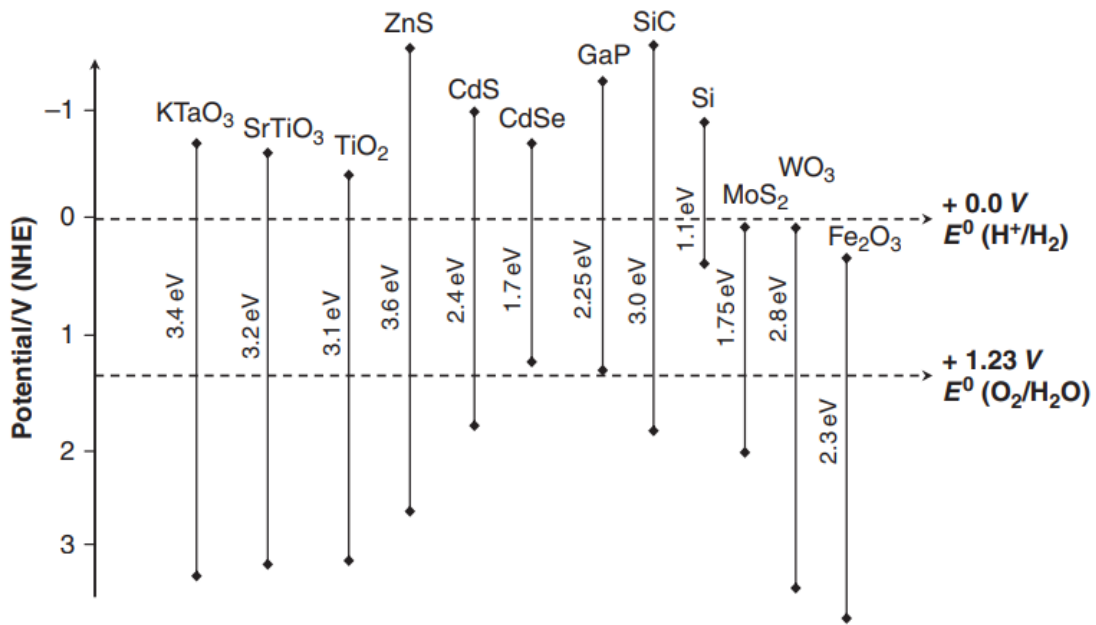 ZnS
SiC
GaP
CdS
Si
KTaO₃
SrTiO₃
CdSe
TiO₂
WO₃
MoS₂
Fe₂O₃
Potential/V (NHE)
–1
0
1
2
3
3.4 eV
3.2 eV
3.1 eV
3.6 eV
2.4 eV
1.7 eV
2.25 eV
3.0 eV
1.1 eV
1.75 eV
2.8 eV
2.3 eV
+ 0.0 V
E⁰ (H⁺/H₂)
+ 1.23 V
E⁰ (O₂/H₂O)